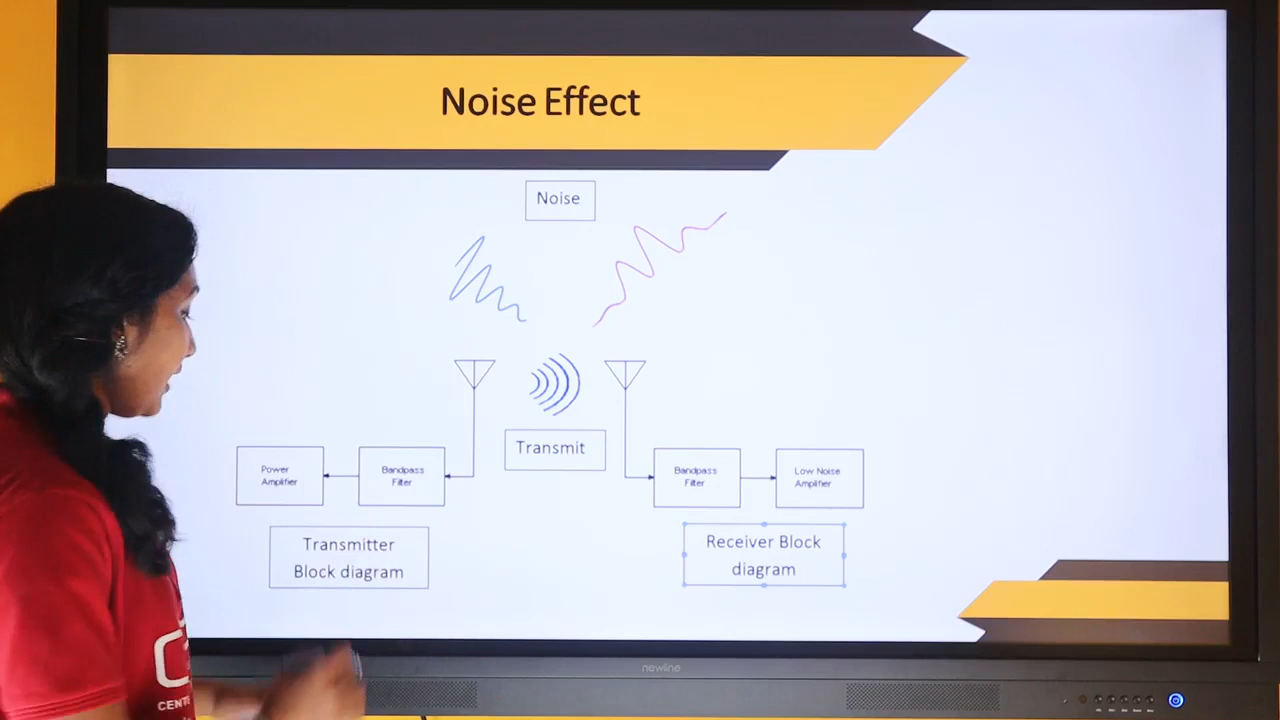 Noise Effect
Noise
Transmit
Power
Amplifier
Bandpass
Filter
Bandpass
Filter
Low Noise
Amplifier
Transmitter
Block diagram
Receiver Block
diagram
newline
CENTE